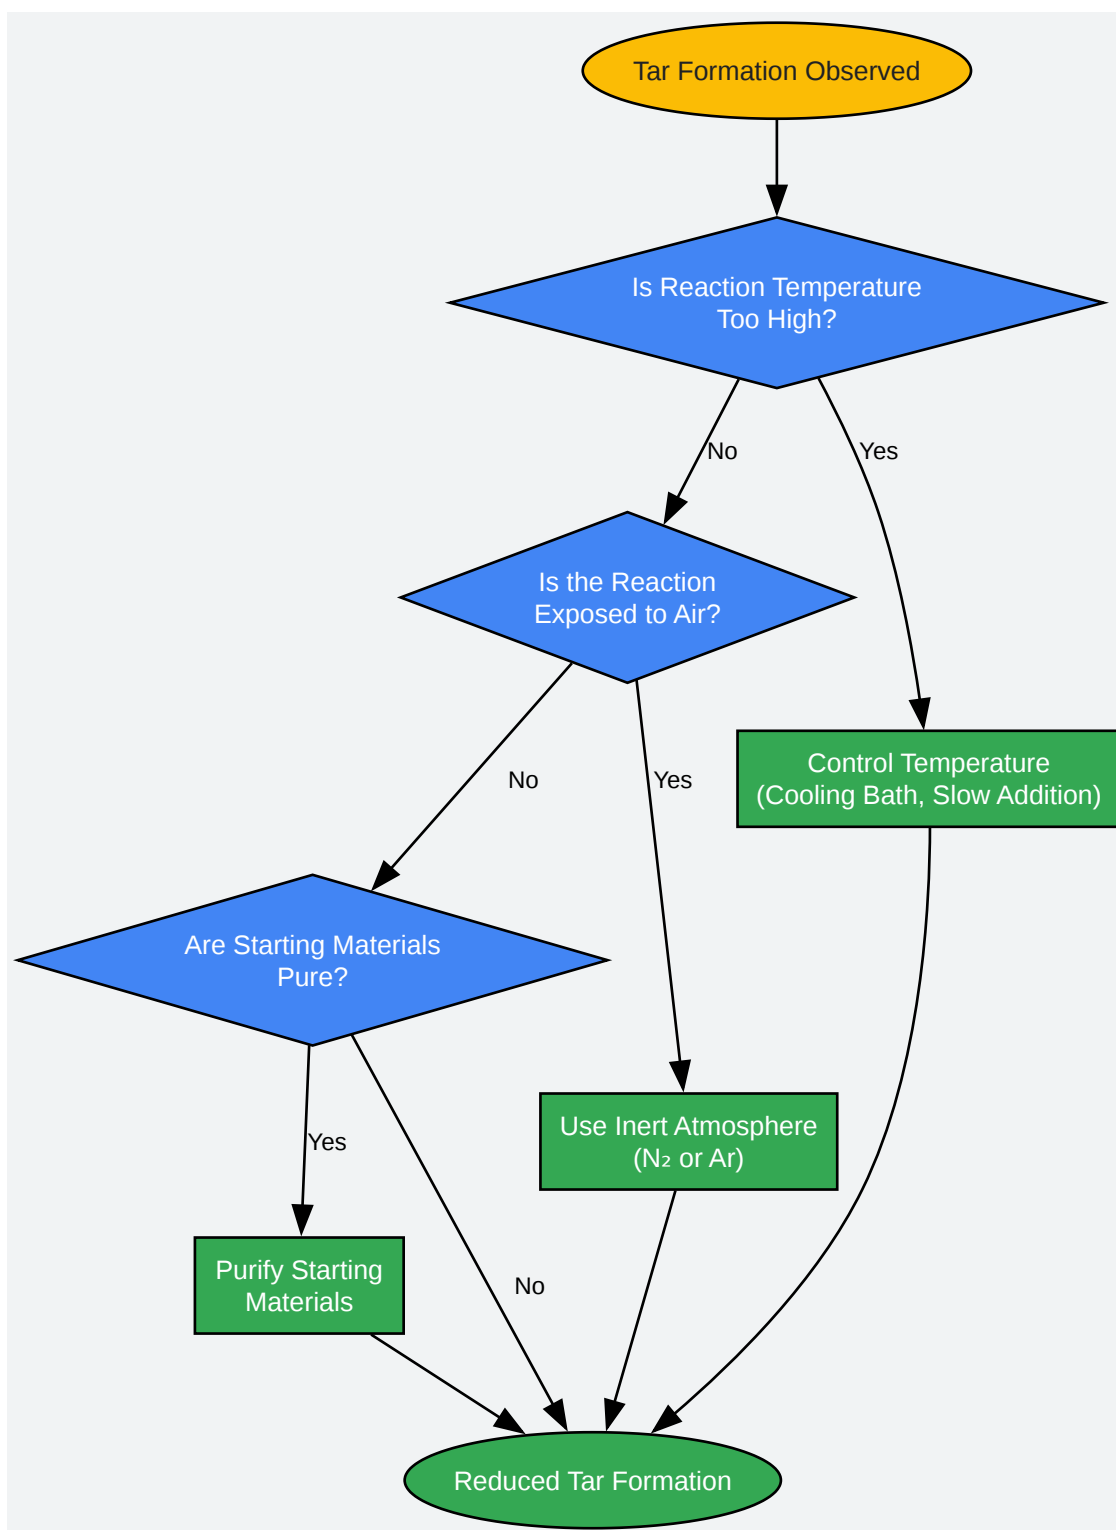 Tar Formation Observed
Is Reaction Temperature
Too High?
No
Yes
Is the Reaction
Exposed to Air?
No
Yes
Control Temperature
(Cooling Bath, Slow Addition)
Are Starting Materials
Pure?
Yes
No
Use Inert Atmosphere
(N₂ or Ar)
Purify Starting
Materials
Reduced Tar Formation